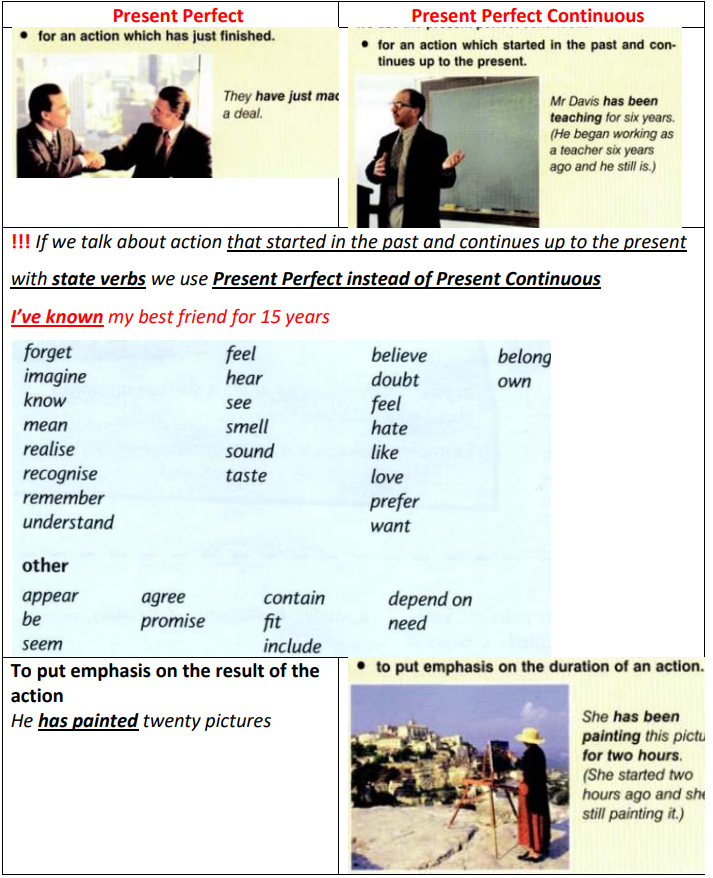 Present Perfect
Present Perfect Continuous
• for an action which has just finished.
They have just mad
a deal.
• for an action which started in the past and con-
tinues up to the present.
Mr Davis has been
teaching for six years.
(He began working as
a teacher six years
ago and he still is.)
!!! If we talk about action that started in the past and continues up to the present
with state verbs we use Present Perfect instead of Present Continuous
I've known my best friend for 15 years
forget feel believe belong
imagine hear doubt own
know see feel
mean smell hate
realise sound like
recognise taste love
remember prefer
understand want
other
appear agree contain depend on
be promise fit need
seem include
To put emphasis on the result of the
action
He has painted twenty pictures
• to put emphasis on the duration of an action.
She has been
painting this pictu
for two hours.
(She started two
hours ago and she
still painting it.)